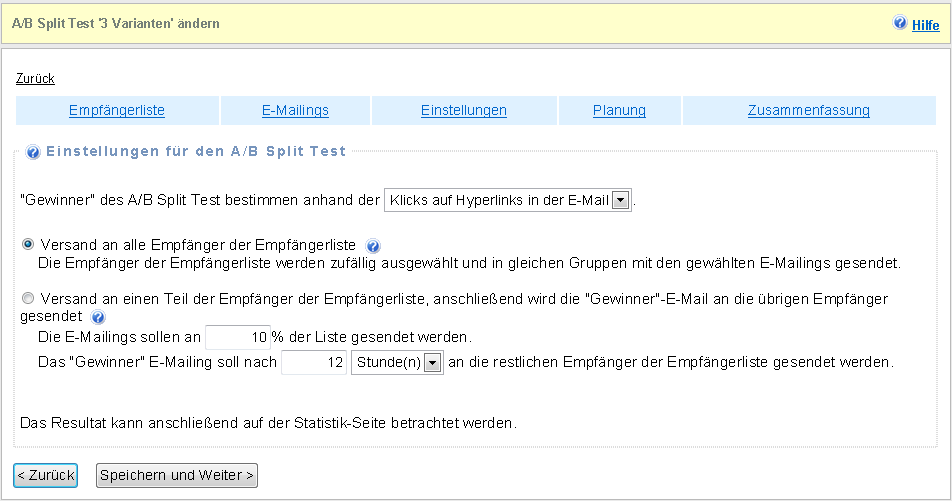 A/B Split Test '3 Varianten' ändern
Hilfe
Zurück
Empfängerliste E-Mailings Einstellungen Planung Zusammenfassung
Einstellungen für den A/B Split Test
"Gewinner" des A/B Split Test bestimmen anhand der Klicks auf Hyperlinks in der E-Mail.
Versand an alle Empfänger der Empfängerliste
Die Empfänger der Empfängerliste werden zufällig ausgewählt und in gleichen Gruppen mit den gewählten E-Mailings gesendet.
Versand an einen Teil der Empfänger der Empfängerliste, anschließend wird die "Gewinner"-E-Mail an die übrigen Empfänger
gesendet
Die E-Mailings sollen an 10 % der Liste gesendet werden.
Das "Gewinner" E-Mailing soll nach 12 Stunde(n) an die restlichen Empfänger der Empfängerliste gesendet werden.
Das Resultat kann anschließend auf der Statistik-Seite betrachtet werden.
< Zurück Speichern und Weiter >